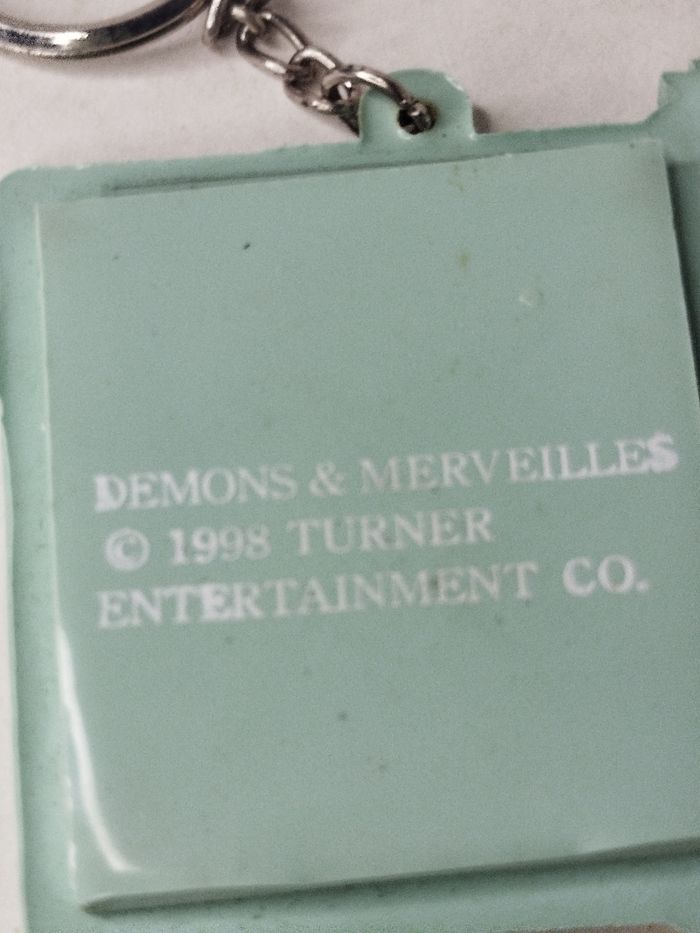 DEMONS & MERVEILLES
© 1998 TURNER
ENTERTAINMENT CO.